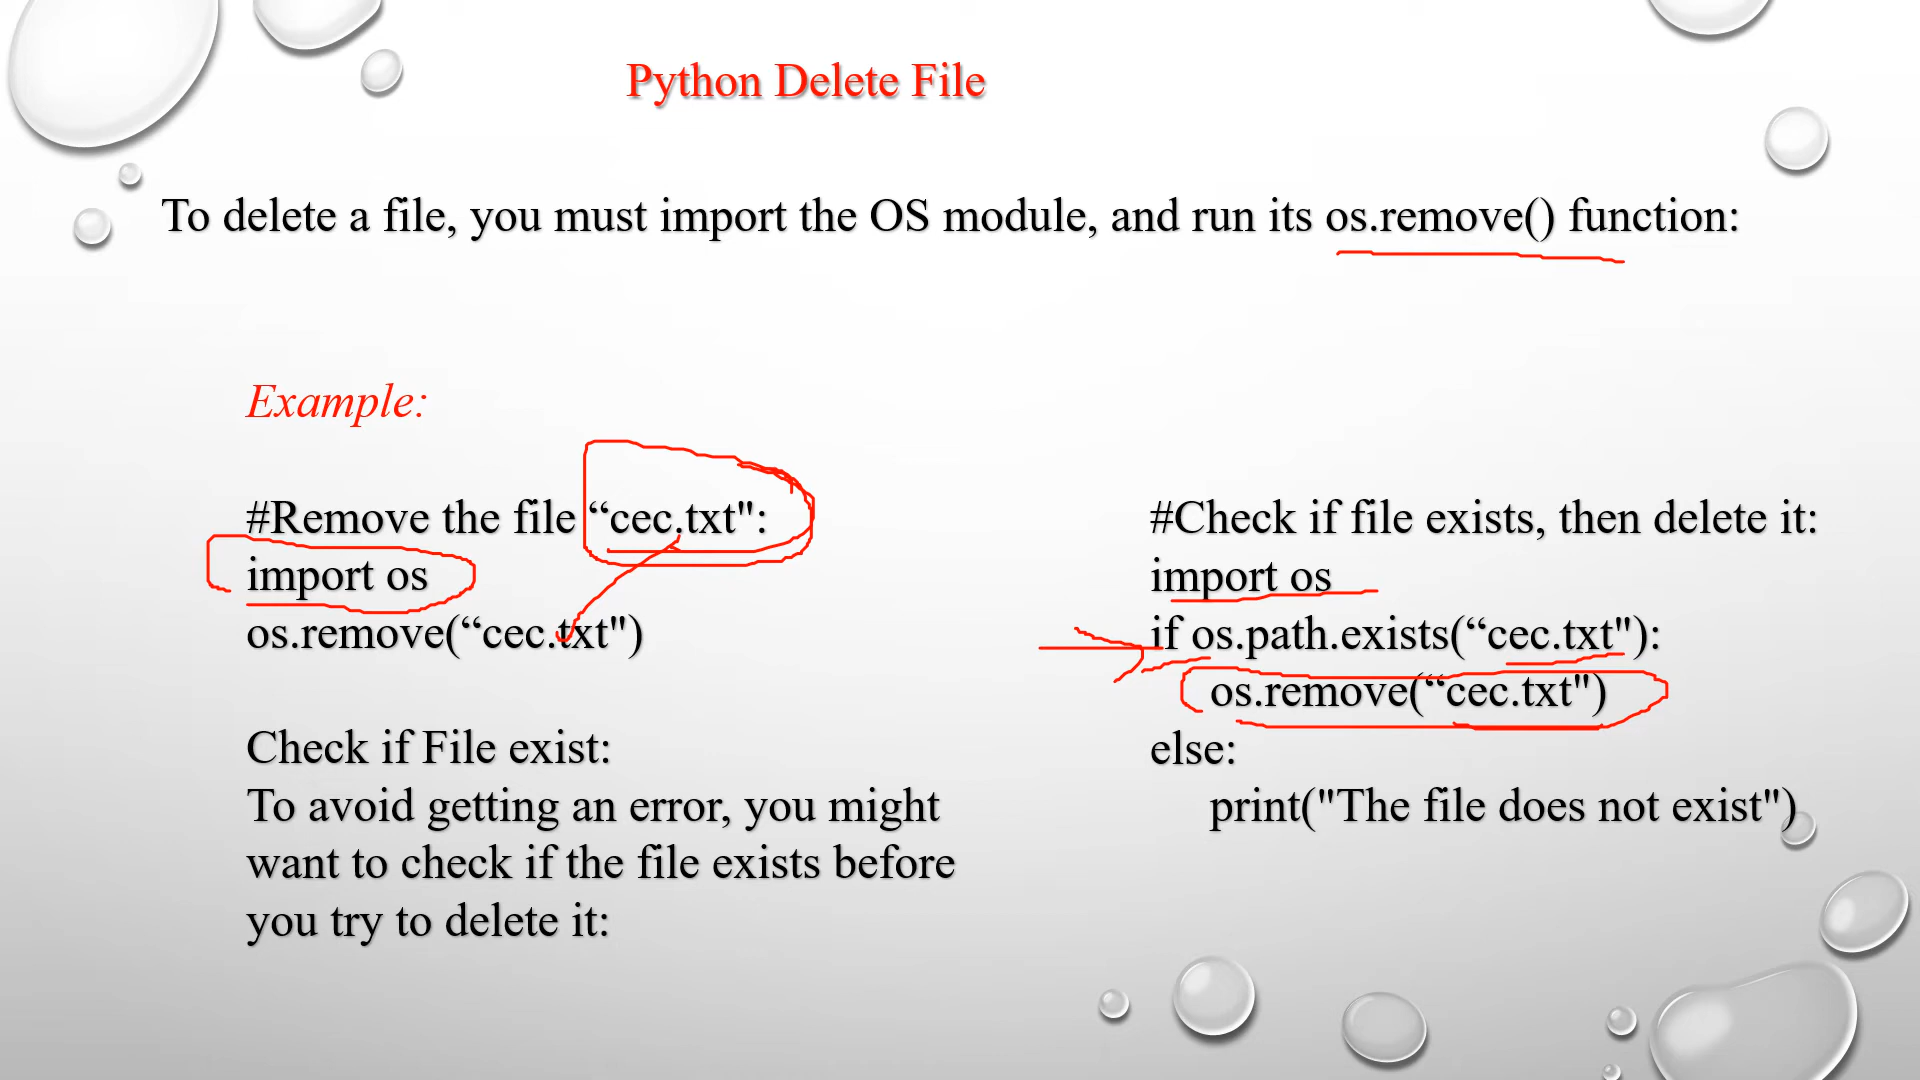 Python Delete File
To delete a file, you must import the OS module, and run its os.remove() function:
Example:
#Remove the file “cec.txt":
import os
os.remove(“cec.txt")
Check if File exist:
To avoid getting an error, you might
want to check if the file exists before
you try to delete it:
#Check if file exists, then delete it:
import os
if os.path.exists(“cec.txt"):
os.remove(“cec.txt")
else:
print("The file does not exist")